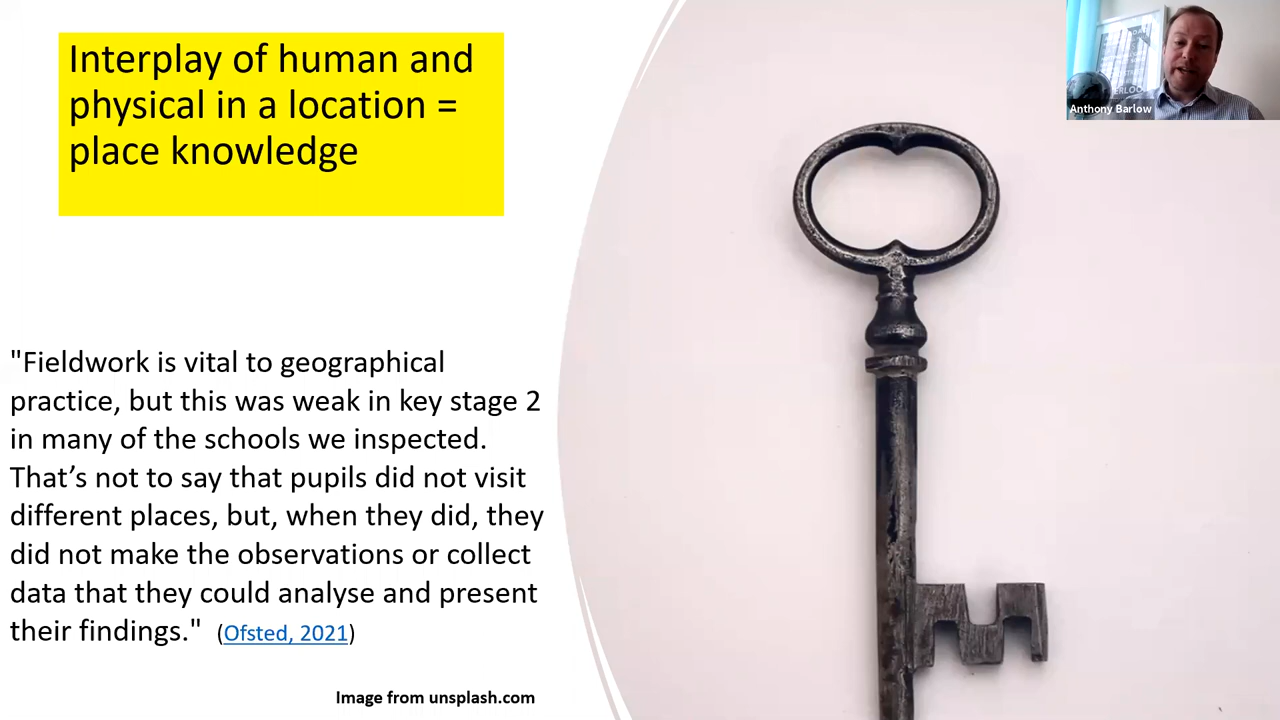 Interplay of human and
physical in a location =
place knowledge
Anthony Barlow
"Fieldwork is vital to geographical
practice, but this was weak in key stage 2
in many of the schools we inspected.
That’s not to say that pupils did not visit
different places, but, when they did, they
did not make the observations or collect
data that they could analyse and present
their findings." (Ofsted, 2021)
Image from unsplash.com